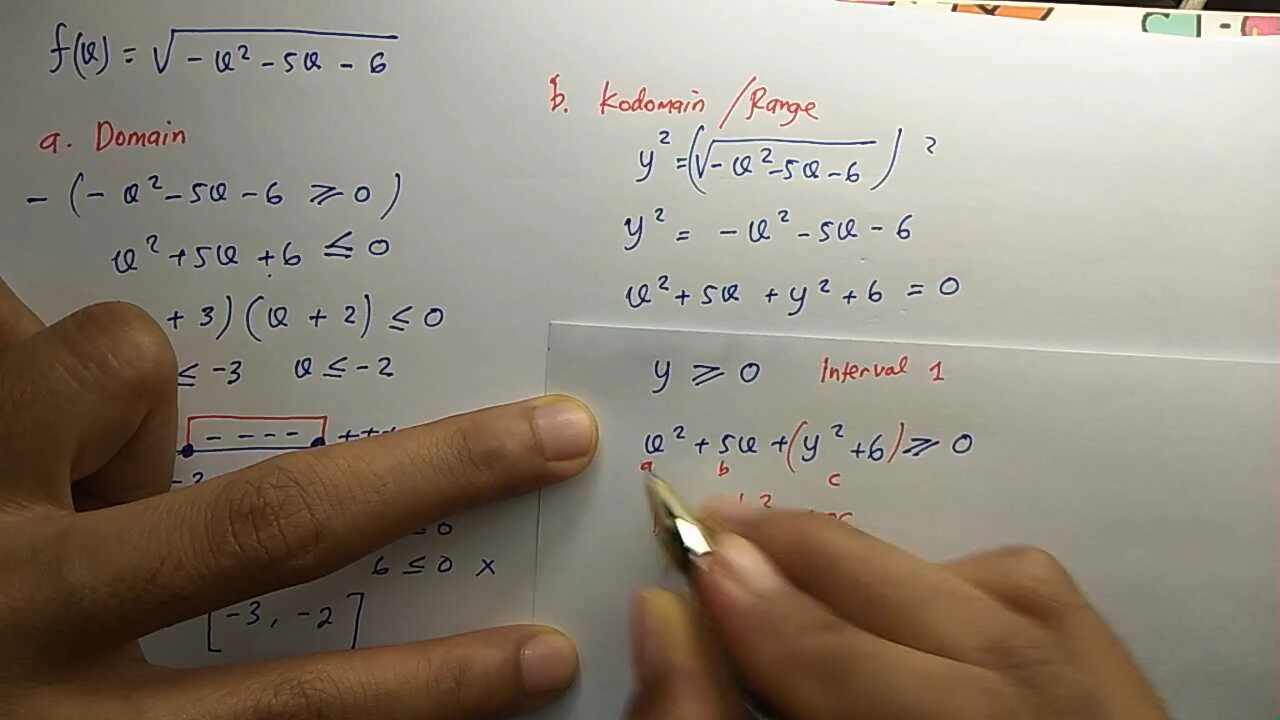 f(x) = √-x² - 5x - 6
a. Domain
- (- x² - 5x - 6 ≥ 0)
x² + 5x + 6 ≤ 0
+ 3) (x + 2) ≤ 0
≤ -3 x ≤ -2
- - - - +++
-2
≤ 0
6 ≤ 0 x
[-3, -2]
b. Kodomain / Range
y² = (√-x² - 5x - 6)²
y² = -x² - 5x - 6
x² + 5x + y² + 6 = 0
y ≥ 0 Interval 1
x² + 5x + (y² + 6) ≥ 0
a b c